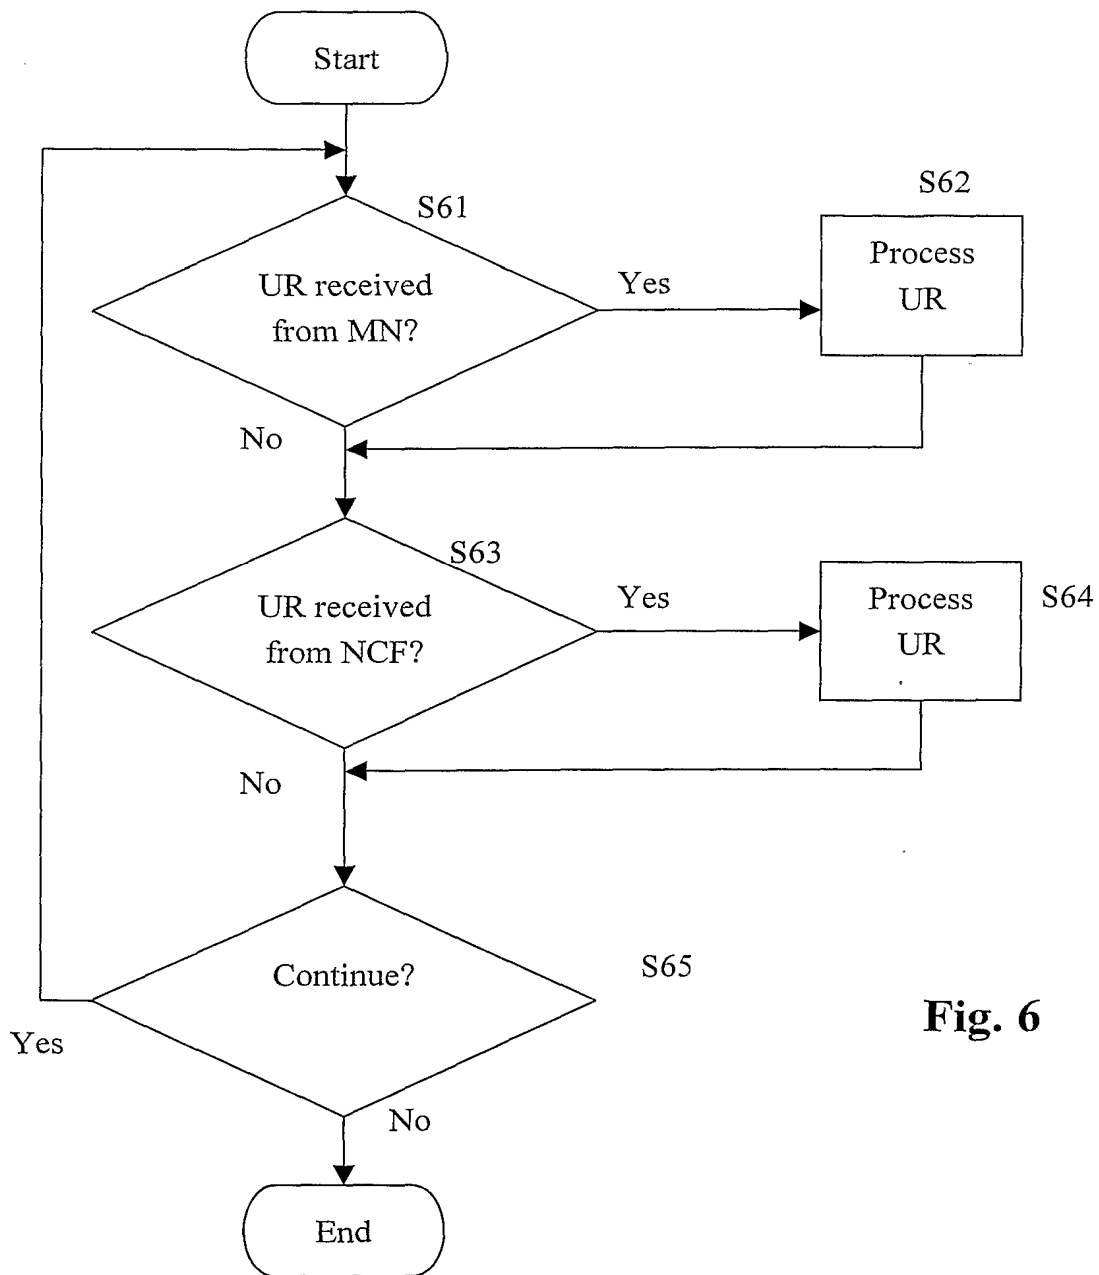 Start
S61
S62
UR received
from MN?
Yes
Process
UR
No
S63
UR received
from NCF?
Yes
Process
UR
S64
No
Continue?
S65
Yes
No
Fig. 6
End